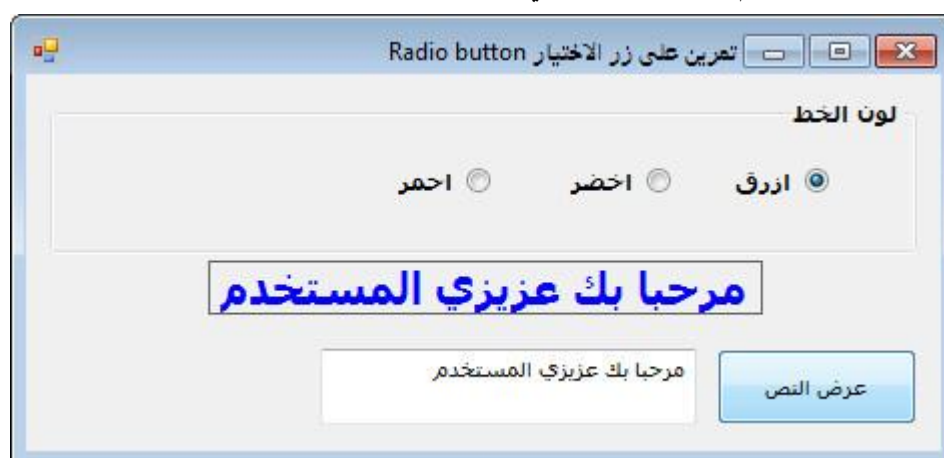 تمرين على زر الاختيار Radio button
لون الخط
ازرق اخضر احمر
مرحبا بك عزيزي المستخدم
عرض النص مرحبا بك عزيزي المستخدم